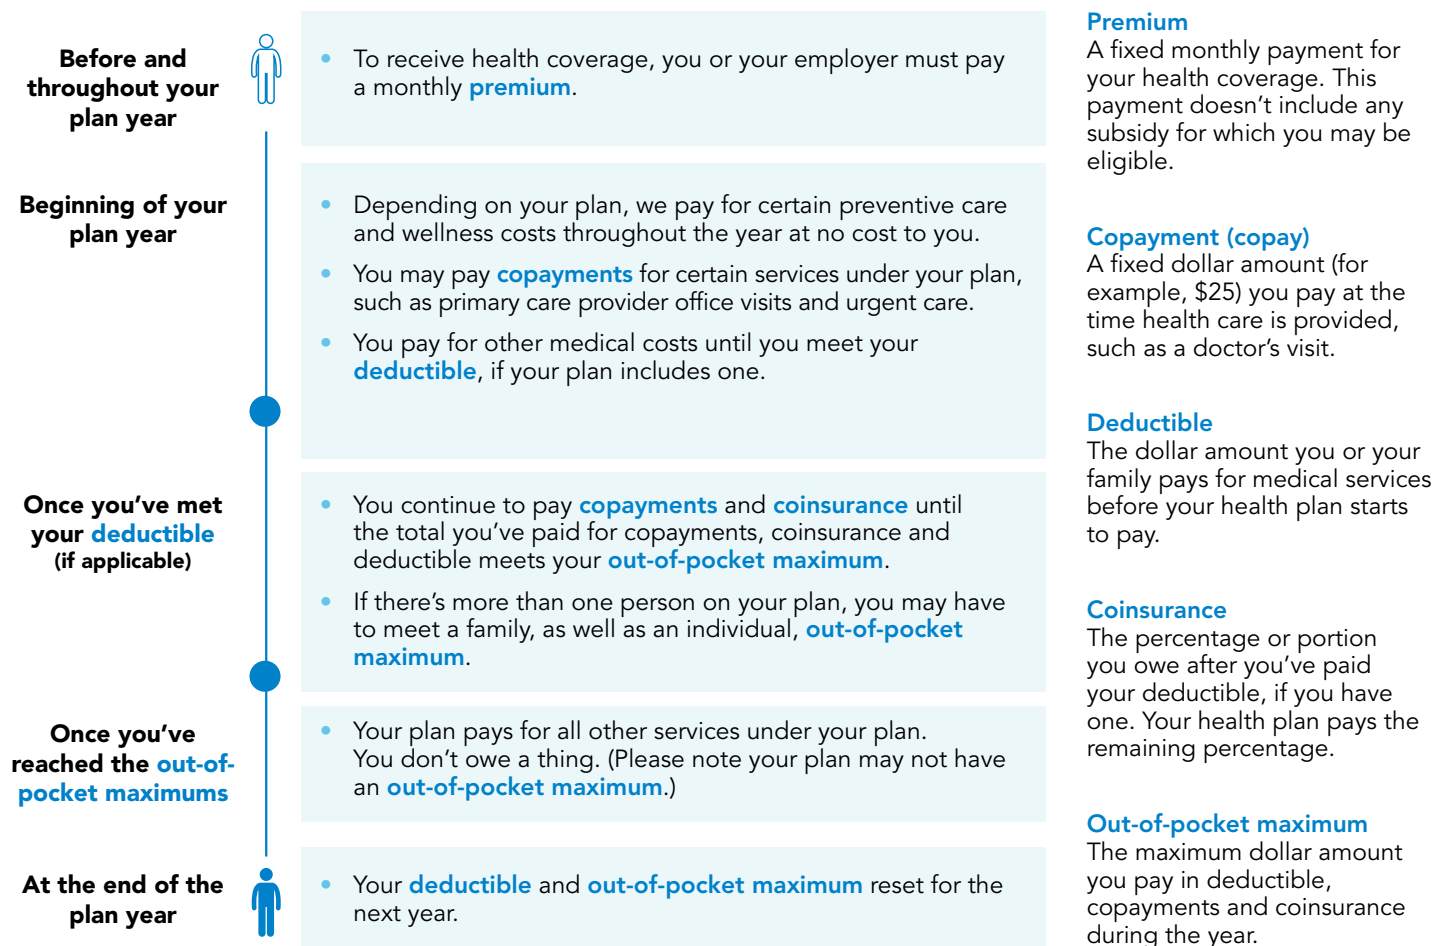 Before and
throughout your
plan year
• To receive health coverage, you or your employer must pay
a monthly premium.
Beginning of your
plan year
• Depending on your plan, we pay for certain preventive care
and wellness costs throughout the year at no cost to you.
• You may pay copayments for certain services under your plan,
such as primary care provider office visits and urgent care.
• You pay for other medical costs until you meet your
deductible, if your plan includes one.
Once you’ve met
your deductible
(if applicable)
• You continue to pay copayments and coinsurance until
the total you’ve paid for copayments, coinsurance and
deductible meets your out-of-pocket maximum.
• If there’s more than one person on your plan, you may have
to meet a family, as well as an individual, out-of-pocket
maximum.
Once you’ve
reached the out-of-
pocket maximums
• Your plan pays for all other services under your plan.
You don’t owe a thing. (Please note your plan may not have
an out-of-pocket maximum.)
At the end of the
plan year
• Your deductible and out-of-pocket maximum reset for the
next year.
Premium
A fixed monthly payment for
your health coverage. This
payment doesn’t include any
subsidy for which you may be
eligible.
Copayment (copay)
A fixed dollar amount (for
example, $25) you pay at the
time health care is provided,
such as a doctor’s visit.
Deductible
The dollar amount you or your
family pays for medical services
before your health plan starts
to pay.
Coinsurance
The percentage or portion
you owe after you’ve paid
your deductible, if you have
one. Your health plan pays the
remaining percentage.
Out-of-pocket maximum
The maximum dollar amount
you pay in deductible,
copayments and coinsurance
during the year.